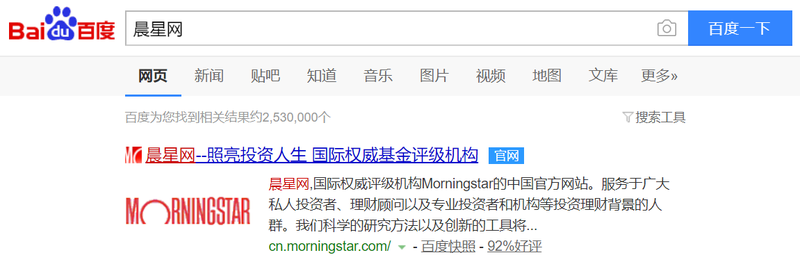 Bai du 百度 晨星网 百度一下
网页 新闻 贴吧 知道 音乐 图片 视频 地图 文库 更多»
百度为您找到相关结果约2,530,000个 搜索工具
晨星网--照亮投资人生 国际权威基金评级机构 官网
晨星网,国际权威评级机构Morningstar的中国官方网站。服务于广大
MORNINGSTAR 私人投资者、理财顾问以及专业投资者和机构等投资理财背景的人
群。我们科学的研究方法以及创新的工具将...
cn.morningstar.com/ - 百度快照 - 92%好评